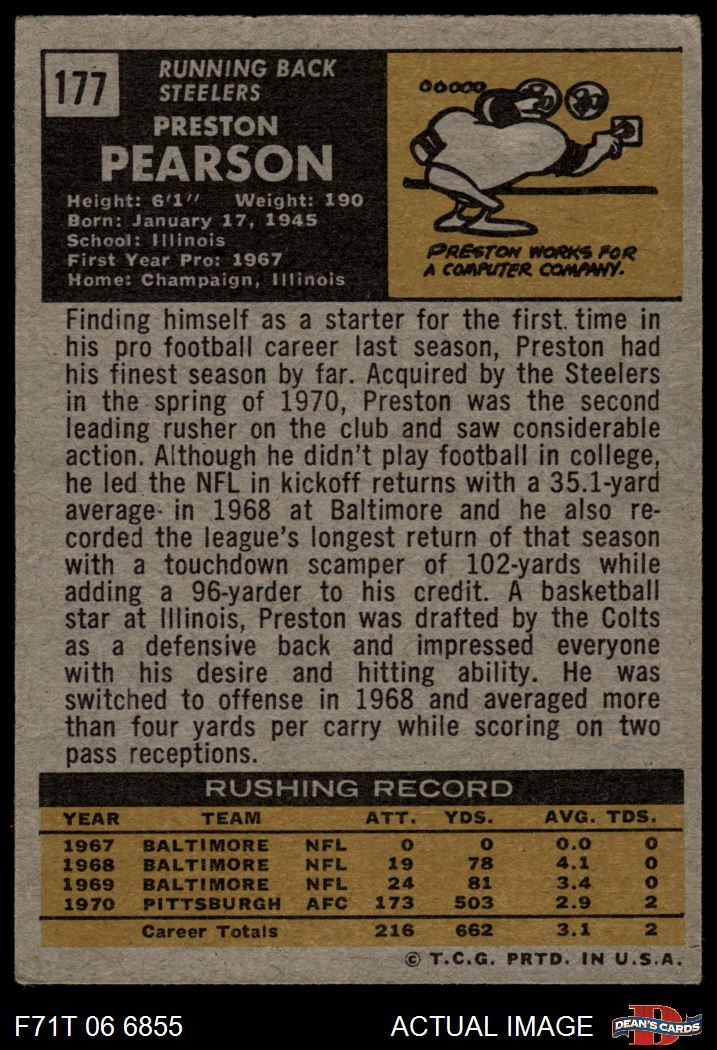 177
RUNNING BACK
STEELERS
PRESTON
PEARSON
Height: 6'1" Weight: 190
Born: January 17, 1945
School: Illinois
First Year Pro: 1967
Home: Champaign, Illinois
PRESTON WORKS FOR
A COMPUTER COMPANY.
Finding himself as a starter for the first time in
his pro football career last season, Preston had
his finest season by far. Acquired by the Steelers
in the spring of 1970, Preston was the second
leading rusher on the club and saw considerable
action. Although he didn't play football in college,
he led the NFL in kickoff returns with a 35.1-yard
average in 1968 at Baltimore and he also re-
corded the league's longest return of that season
with a touchdown scamper of 102-yards while
adding a 96-yarder to his credit. A basketball
star at Illinois, Preston was drafted by the Colts
as a defensive back and impressed everyone
with his desire and hitting ability. He was
switched to offense in 1968 and averaged more
than four yards per carry while scoring on two
pass receptions.
RUSHING RECORD
YEAR TEAM ATT. YDS. AVG. TDS.
1967 BALTIMORE NFL 0 0 0.0 0
1968 BALTIMORE NFL 19 78 4.1 0
1969 BALTIMORE NFL 24 81 3.4 0
1970 PITTSBURGH AFC 173 503 2.9 2
Career Totals 216 662 3.1 2
© T.C.G. PRTD. IN U.S.A.
F71T 06 6855 ACTUAL IMAGE DEAN'S CARDS